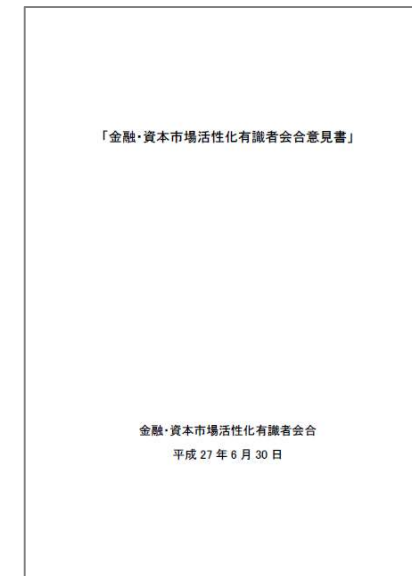 「金融・資本市場活性化有識者会合意見書」
金融・資本市場活性化有識者会合
平成 27 年 6 月 30 日